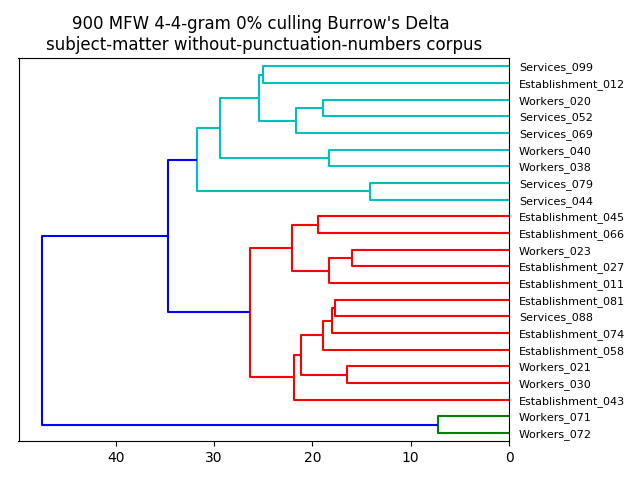 900 MFW 4-4-gram 0% culling Burrow's Delta
subject-matter without-punctuation-numbers corpus
Services_099
Establishment_012
Workers_020
Services_052
Services_069
Workers_040
Workers_038
Services_079
Services_044
Establishment_045
Establishment_066
Workers_023
Establishment_027
Establishment_011
Establishment_081
Services_088
Establishment_074
Establishment_058
Workers_021
Workers_030
Establishment_043
Workers_071
Workers_072
40 30 20 10 0